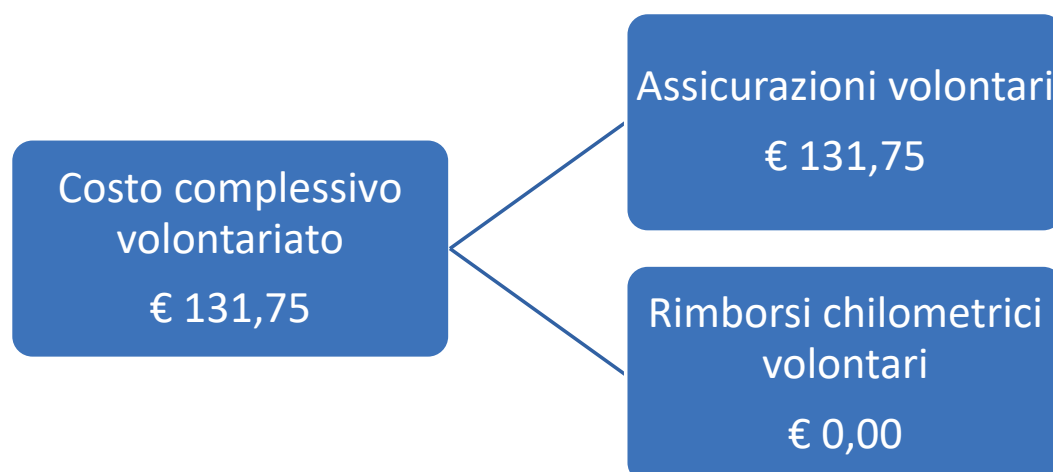 Costo complessivo
volontariato
€ 131,75
Assicurazioni volontari
€ 131,75
Rimborsi chilometrici
volontari
€ 0,00